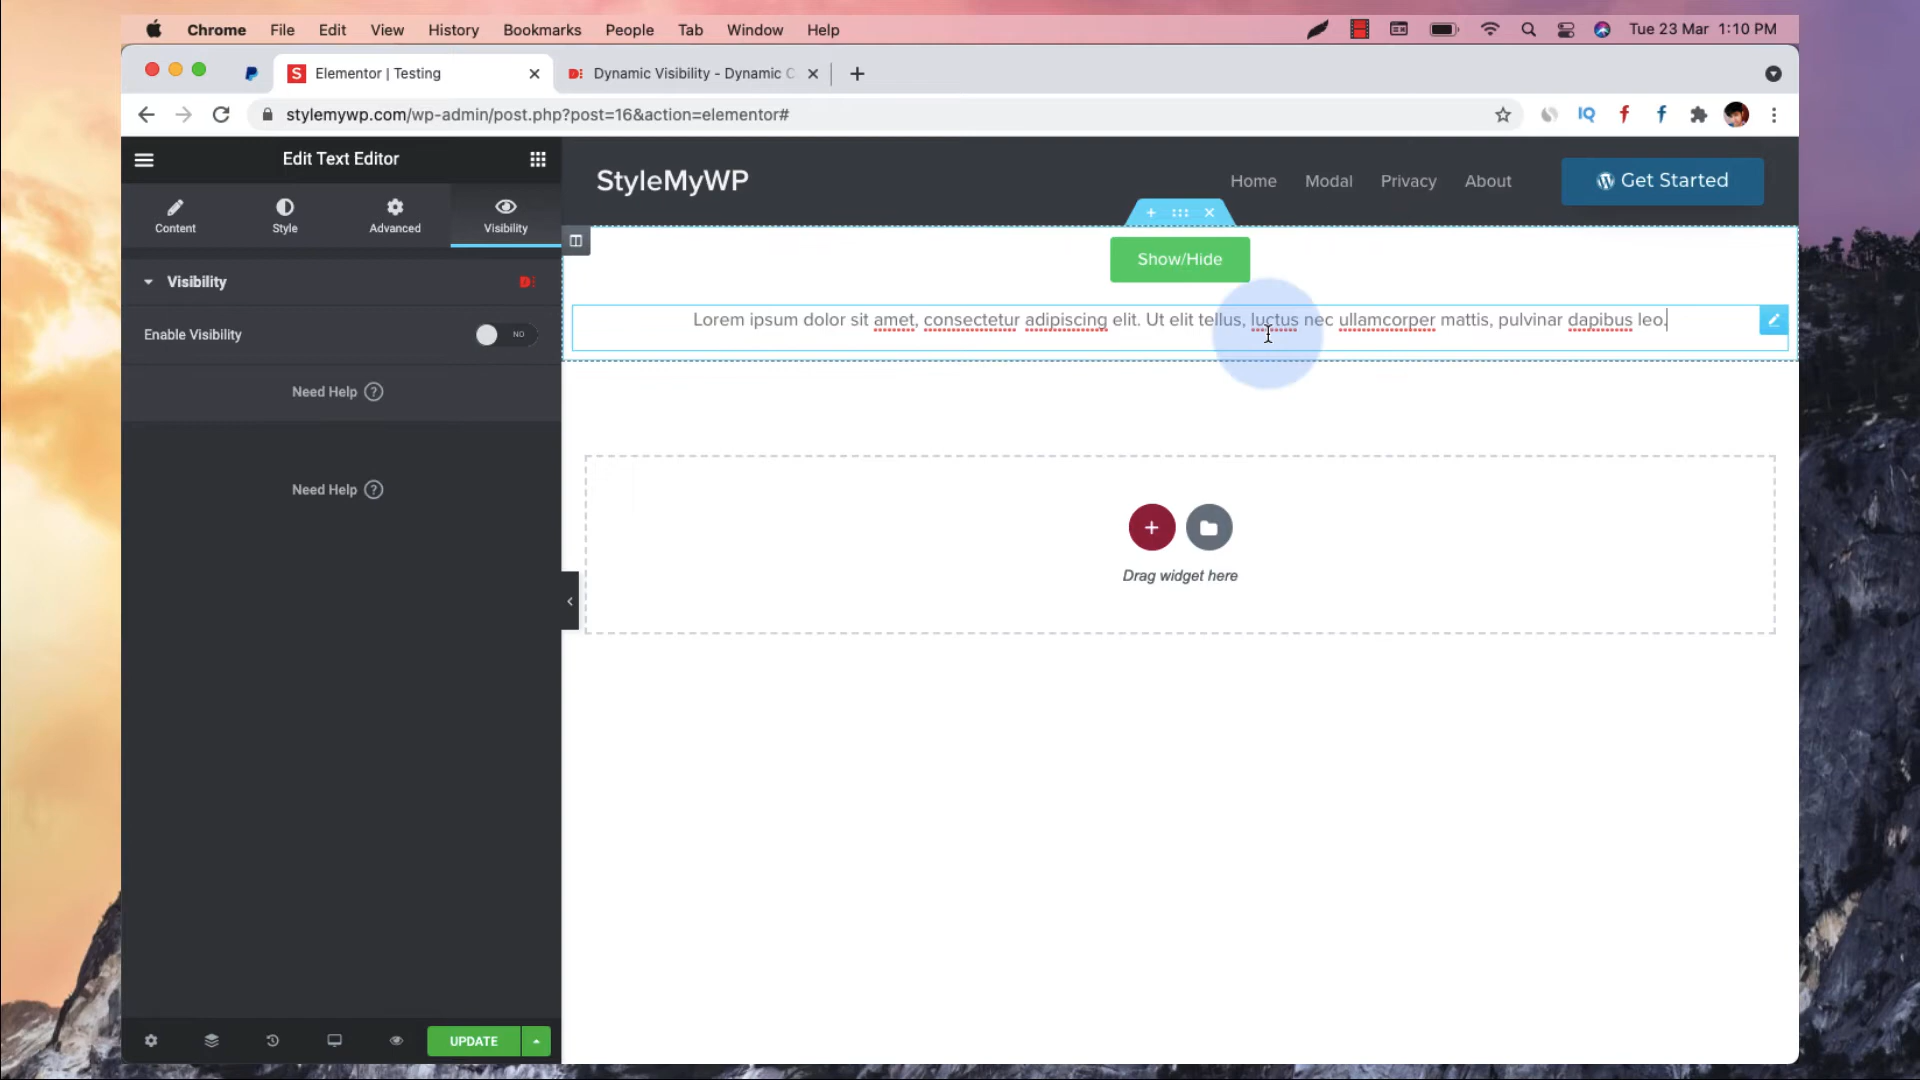 Chrome File Edit View History Bookmarks People Tab Window Help Tue 23 Mar 1:10 PM
Elementor | Testing Dynamic Visibility - Dynamic C
stylemywp.com/wp-admin/post.php?post=16&action=elementor# IQ
Edit Text Editor
Content Style Advanced Visibility
Visibility
Enable Visibility NO
Need Help ?
Need Help ?
UPDATE
StyleMyWP Home Modal Privacy About Get Started
Show/Hide
Lorem ipsum dolor sit amet, consectetur adipiscing elit. Ut elit tellus, luctus nec ullamcorper mattis, pulvinar dapibus leo.
Drag widget here